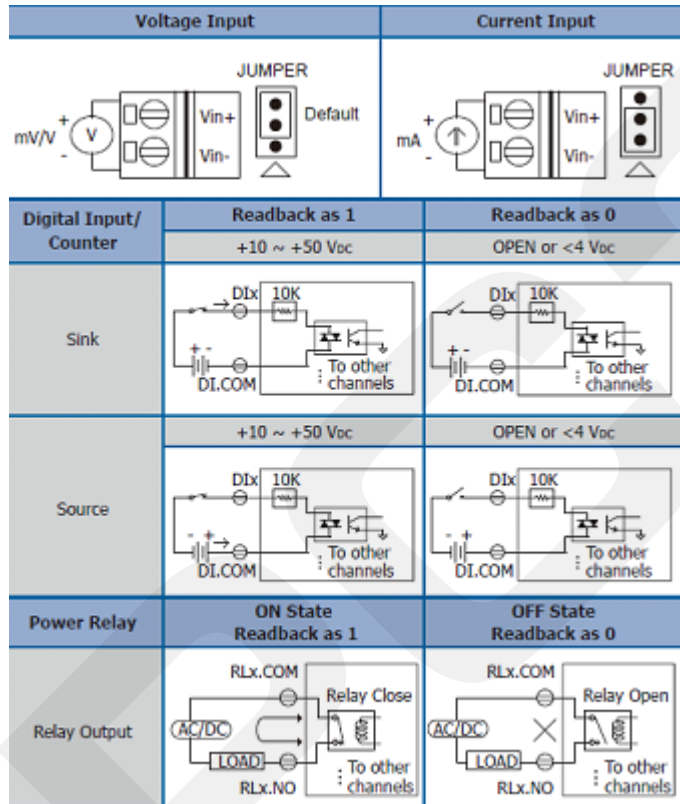 Voltage Input
Current Input
JUMPER
JUMPER
mV/V
+
-
V
Vin+
Vin-
Default
mA
+
-
Vin+
Vin-
Digital Input/
Counter
Readback as 1
Readback as 0
+10 ~ +50 VDC
OPEN or <4 VDC
Sink
DIx 10K
+ -
DI.COM
To other
channels
DIx 10K
+ -
DI.COM
To other
channels
Source
+10 ~ +50 VDC
OPEN or <4 VDC
DIx 10K
- +
DI.COM
To other
channels
DIx 10K
- +
DI.COM
To other
channels
Power Relay
ON State
Readback as 1
OFF State
Readback as 0
Relay Output
RLx.COM
Relay Close
AC/DC
LOAD
RLx.NO
To other
channels
RLx.COM
Relay Open
AC/DC
LOAD
RLx.NO
To other
channels